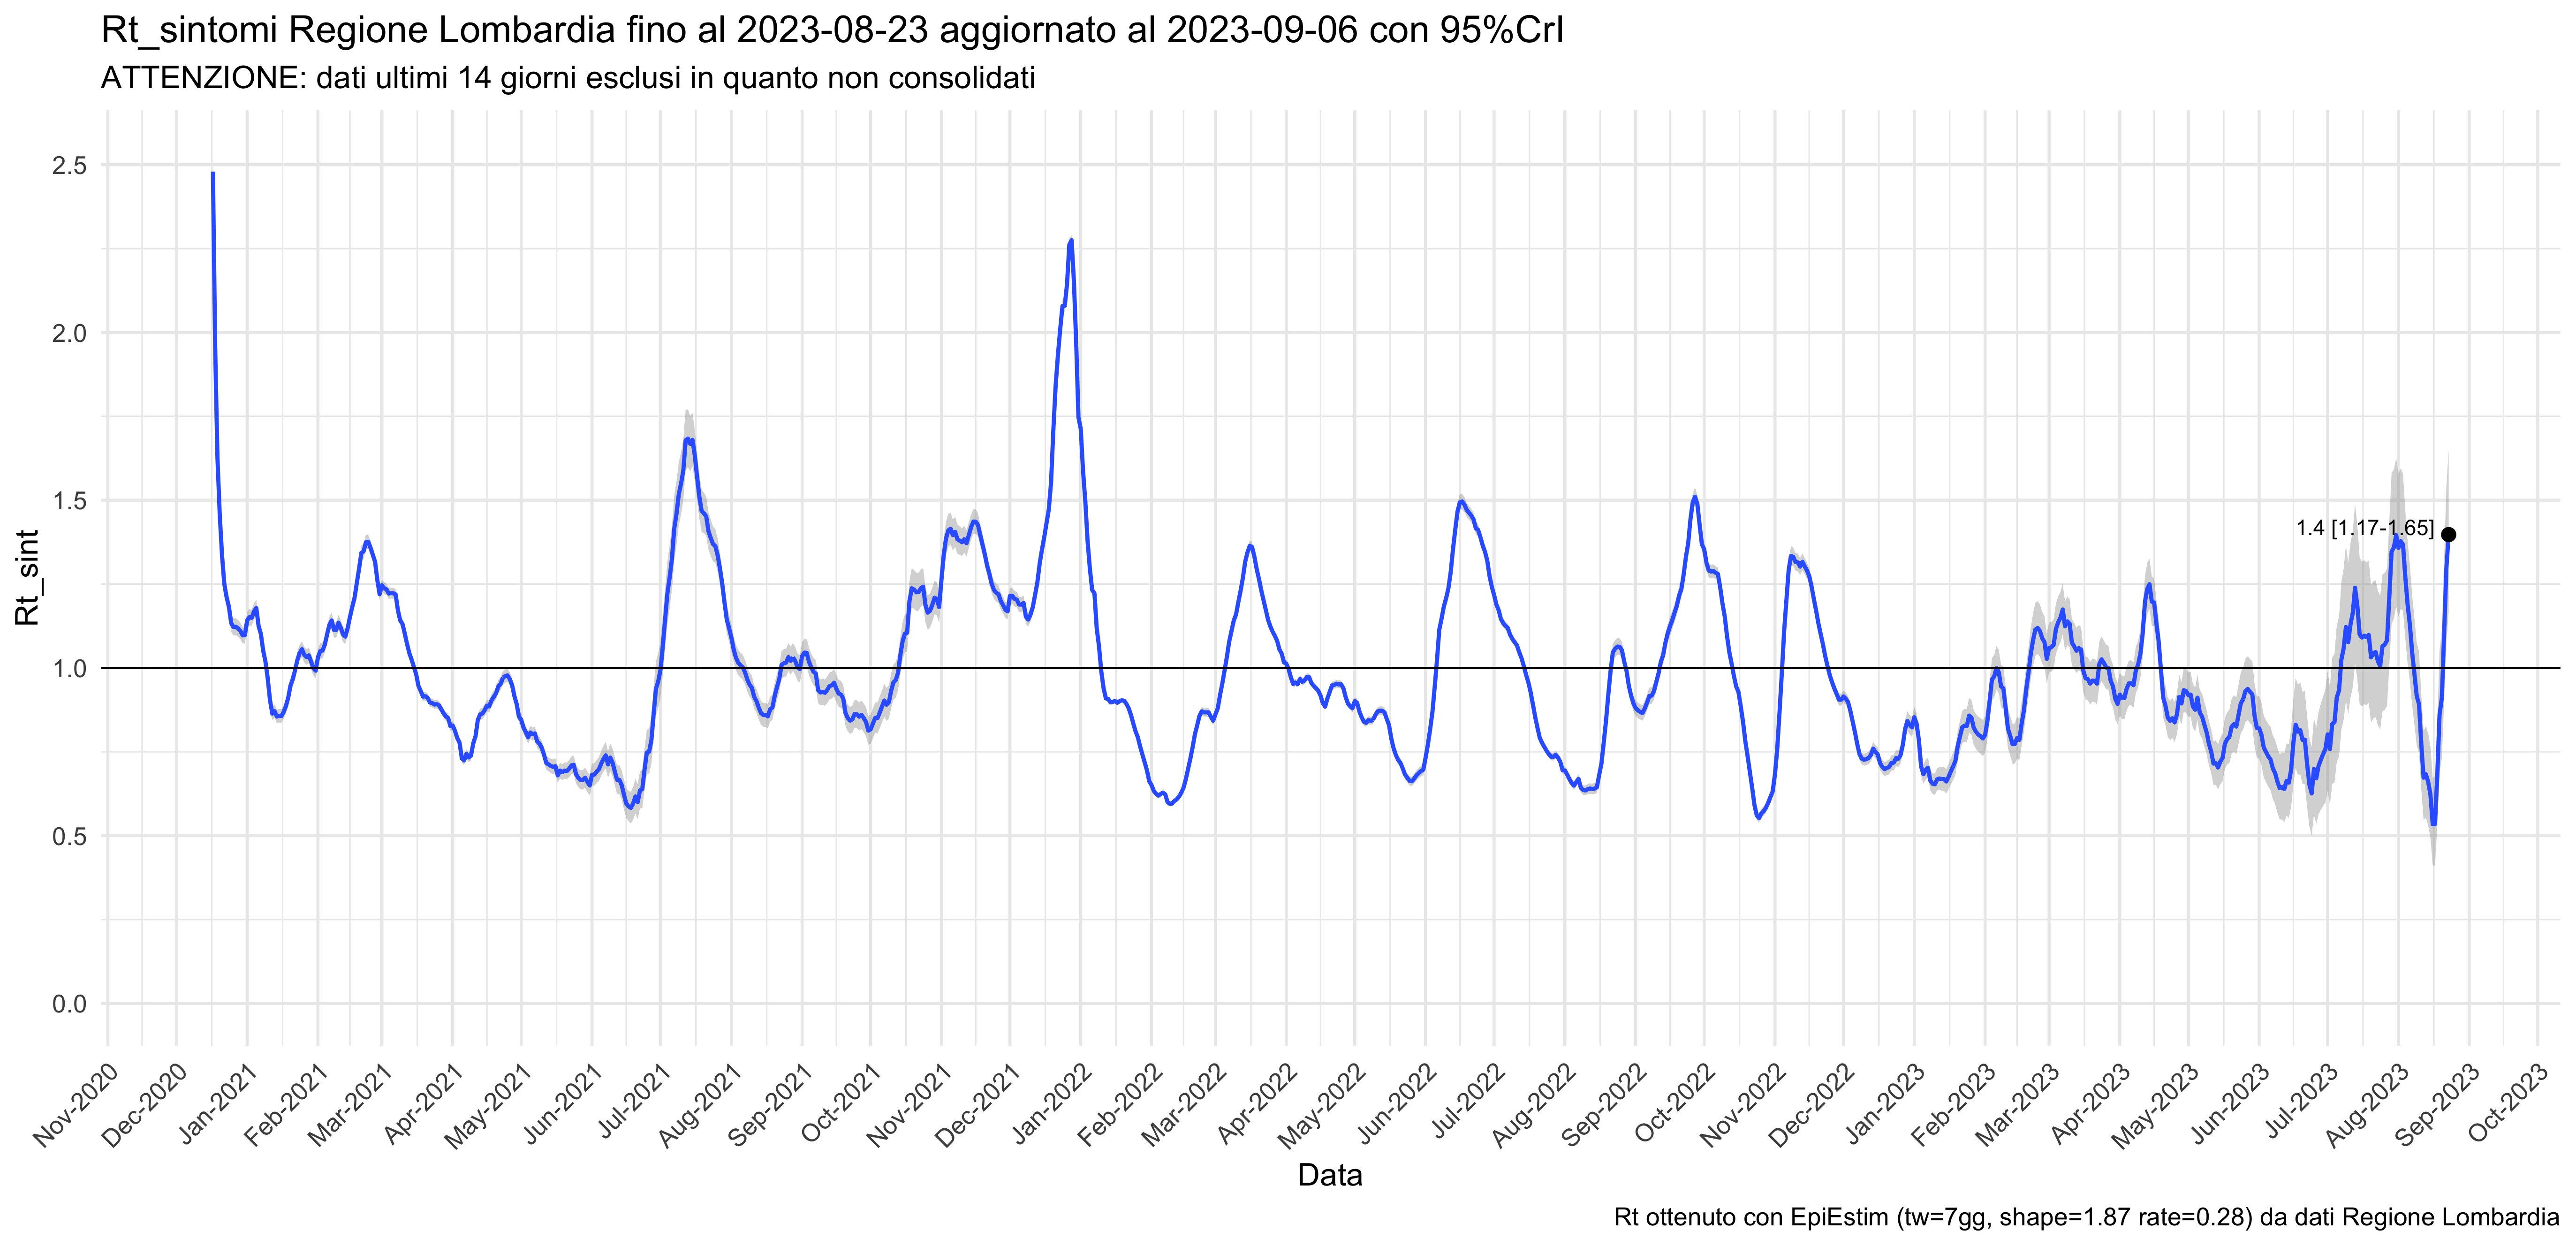 Rt_sintomi Regione Lombardia fino al 2023-08-23 aggiornato al 2023-09-06 con 95%CrI
ATTENZIONE: dati ultimi 14 giorni esclusi in quanto non consolidati
2.5
2.0
1.5
1.0
0.5
0.0
Rt_sint
1.4 [1.17-1.65]
Nov-2020
Dec-2020
Jan-2021
Feb-2021
Mar-2021
Apr-2021
May-2021
Jun-2021
Jul-2021
Aug-2021
Sep-2021
Oct-2021
Nov-2021
Dec-2021
Jan-2022
Feb-2022
Mar-2022
Apr-2022
May-2022
Jun-2022
Jul-2022
Aug-2022
Sep-2022
Oct-2022
Nov-2022
Dec-2022
Jan-2023
Feb-2023
Mar-2023
Apr-2023
May-2023
Jun-2023
Jul-2023
Aug-2023
Sep-2023
Oct-2023
Data
Rt ottenuto con EpiEstim (tw=7gg, shape=1.87 rate=0.28) da dati Regione Lombardia